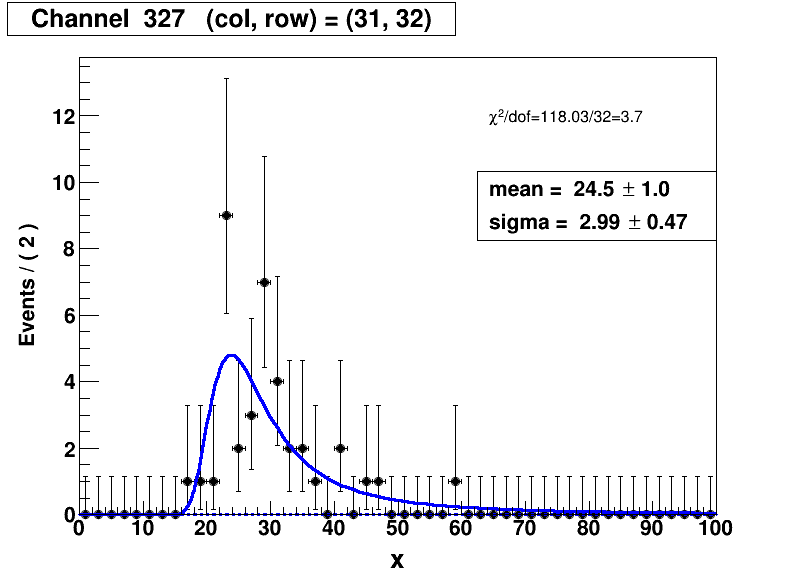 Channel 327 (col, row) = (31, 32)
χ²/dof=118.03/32=3.7
mean = 24.5 ± 1.0
sigma = 2.99 ± 0.47
Events / ( 2 )
12
10
8
6
4
2
0
0 10 20 30 40 50 60 70 80 90 100
x